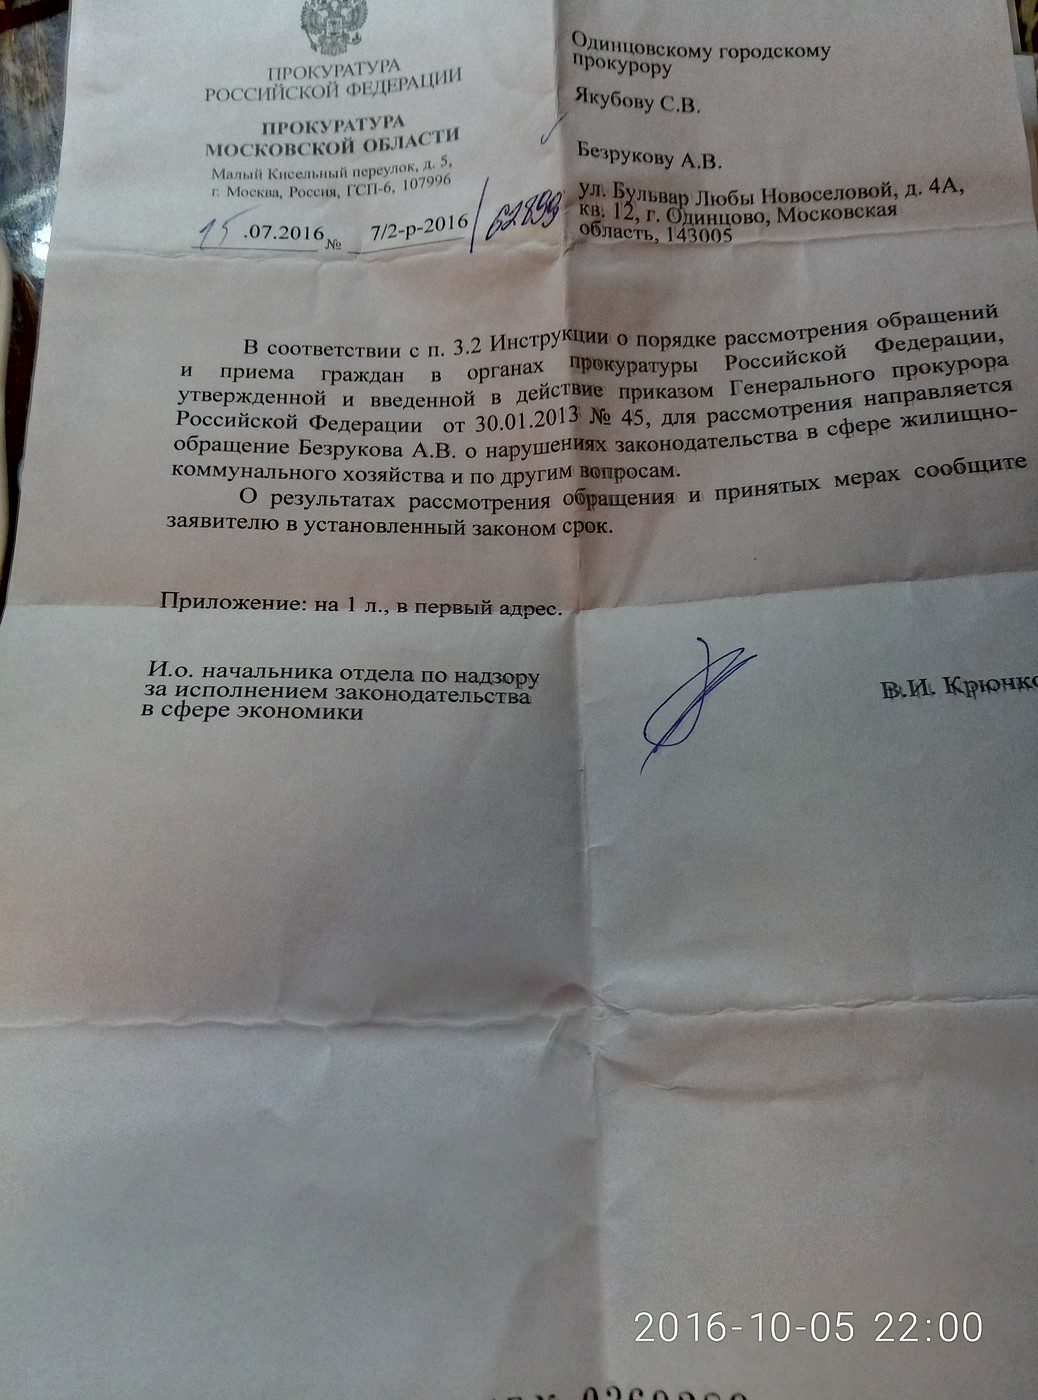 ПРОКУРАТУРА
РОССИЙСКОЙ ФЕДЕРАЦИИ
ПРОКУРАТУРА
МОСКОВСКОЙ ОБЛАСТИ
Малый Кисельный переулок, д. 5,
г. Москва, Россия, ГСП-6, 107996
15 .07.2016 № 7/2-р-2016/62899
Одинцовскому городскому
прокурору
Якубову С.В.
Безрукову А.В.
ул. Бульвар Любы Новоселовой, д. 4А,
кв. 12, г. Одинцово, Московская
область, 143005
В соответствии с п. 3.2 Инструкции о порядке рассмотрения обращений
и приема граждан в органах прокуратуры Российской Федерации,
утвержденной и введенной в действие приказом Генерального прокурора
Российской Федерации от 30.01.2013 № 45, для рассмотрения направляется
обращение Безрукова А.В. о нарушениях законодательства в сфере жилищно-
коммунального хозяйства и по другим вопросам.
О результатах рассмотрения обращения и принятых мерах сообщите
заявителю в установленный законом срок.
Приложение: на 1 л., в первый адрес.
И.о. начальника отдела по надзору
за исполнением законодательства
в сфере экономики
В.И. Крюнко
2016-10-05 22:00